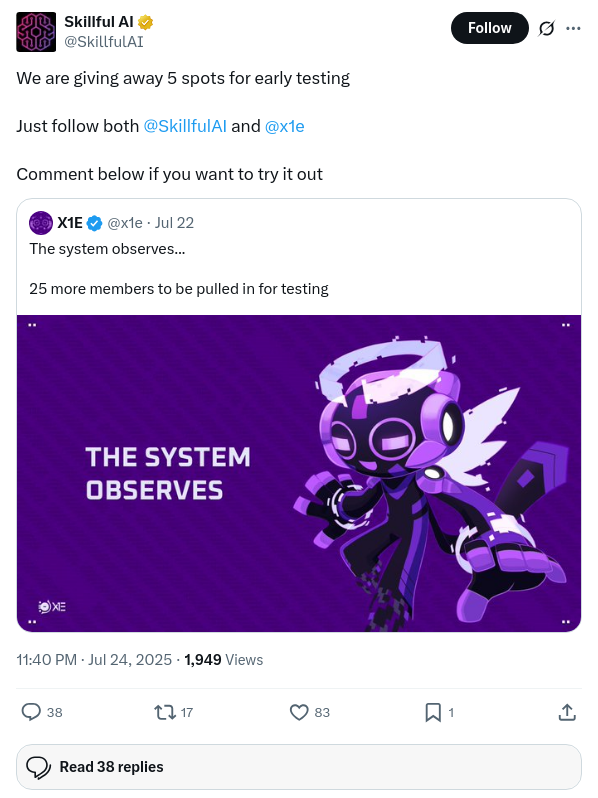 Skillful AI
@SkillfulAI
Follow
We are giving away 5 spots for early testing
Just follow both @SkillfulAI and @x1e
Comment below if you want to try it out
X1E @x1e · Jul 22
The system observes...
25 more members to be pulled in for testing
THE SYSTEM
OBSERVES
X1E
11:40 PM · Jul 24, 2025 · 1,949 Views
38 17 83 1
Read 38 replies